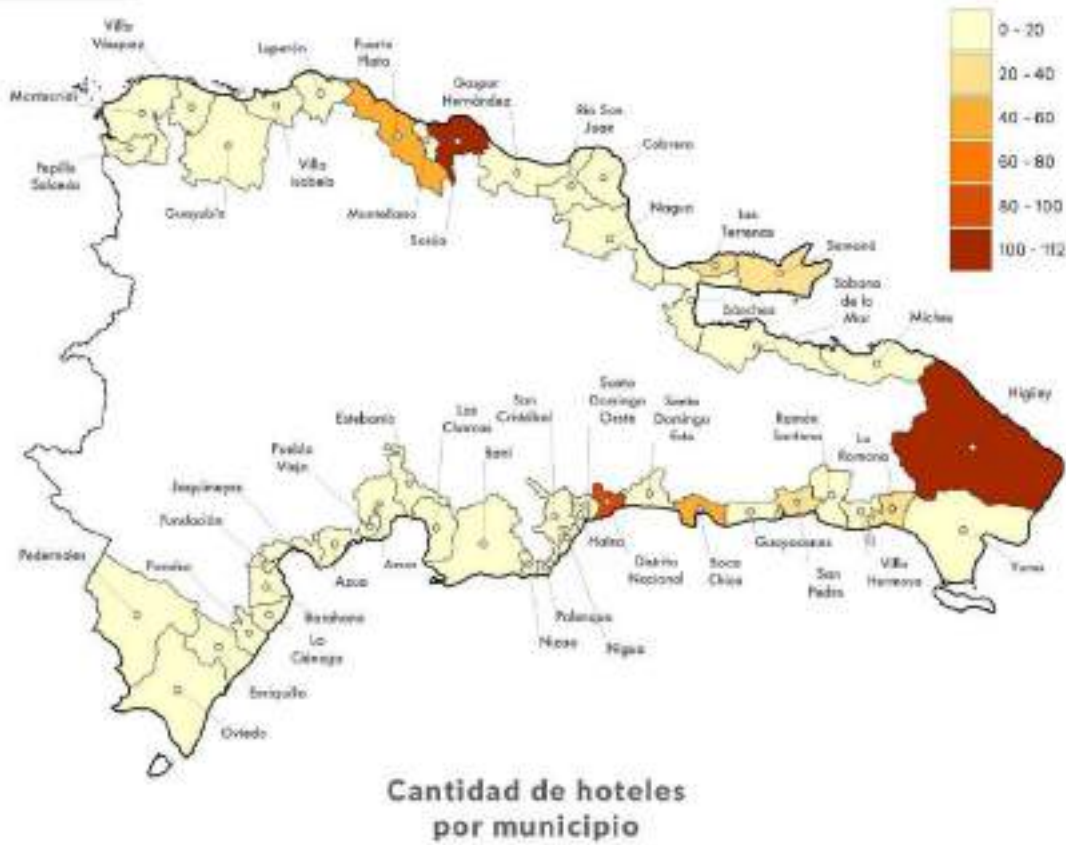 Villa
Vásquez
Luperón
Puerto
Plata
Gaspar
Hernández
Río San
Juan
Cabrera
Montecristi
Pepillo
Salcedo
Guayubín
Villa
Isabela
Montellano
Sosúa
Nagua
Las
Terrenas
Samaná
Sánchez
Sabana
de la
Mar
Miches
Higüey
0 - 20
20 - 40
40 - 60
60 - 80
80 - 100
100 - 112
Estebanía
Las
Charcas
San
Cristóbal
Santo
Domingo
Oeste
Santo
Domingo
Este
Ramón
Santana
La
Romana
Pueblo
Viejo
Baní
Jaquimeyes
Fundación
Pedernales
Paraíso
Azua
Azua
Barahona
La
Ciénaga
Enriquillo
Oviedo
Haina
Distrito
Nacional
Boca
Chica
Guayacanes
San
Pedro
Villa
Hermosa
Yuma
Palenque
Nizao
Nigua
Cantidad de hoteles
por municipio